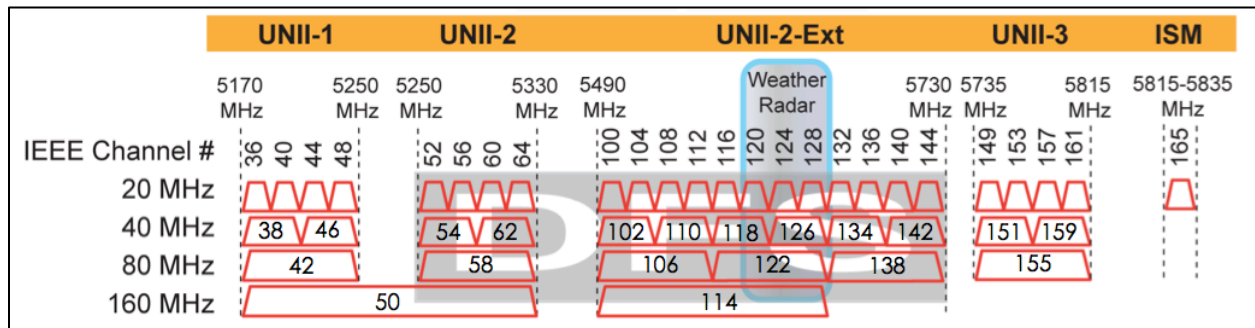 UNII-1 UNII-2 UNII-2-Ext UNII-3 ISM
5170 MHz 5250 MHz 5250 MHz 5330 MHz 5490 MHz Weather Radar 5730 MHz 5735 MHz 5815 MHz 5815-5835 MHz
IEEE Channel # 36 40 44 48 52 56 60 64 100 104 108 112 116 120 124 128 132 136 140 144 149 153 157 161 165
20 MHz
40 MHz 38 46 54 62 102 110 118 126 134 142 151 159
80 MHz 42 58 106 122 138 155
160 MHz 50 114
DFS